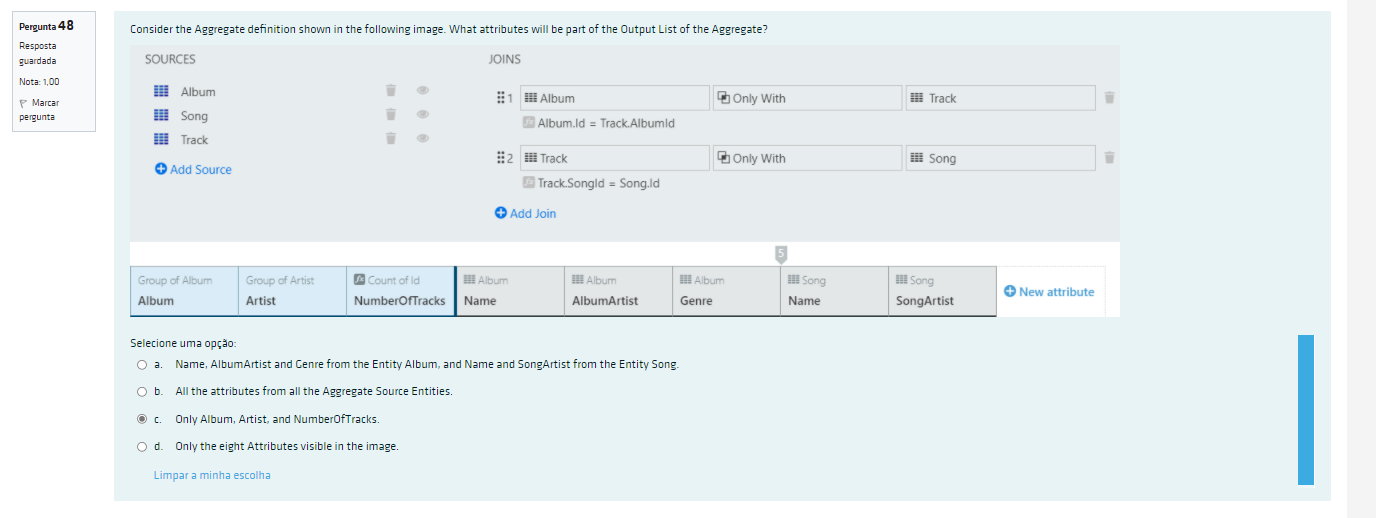 Pergunta 48
Resposta
guardada
Nota: 1,00
Marcar
pergunta
Consider the Aggregate definition shown in the following image. What attributes will be part of the Output List of the Aggregate?
SOURCES
Album
Song
Track
Add Source
JOINS
1 Album Only With Track
Album.Id = Track.AlbumId
2 Track Only With Song
Track.SongId = Song.Id
Add Join
5
Group of Album Group of Artist Count of Id Album Album Album Song Song
Album Artist NumberOfTracks Name AlbumArtist Genre Name SongArtist
New attribute
Selecione uma opção:
a. Name, AlbumArtist and Genre from the Entity Album, and Name and SongArtist from the Entity Song.
b. All the attributes from all the Aggregate Source Entities.
c. Only Album, Artist, and NumberOfTracks.
d. Only the eight Attributes visible in the image.
Limpar a minha escolha